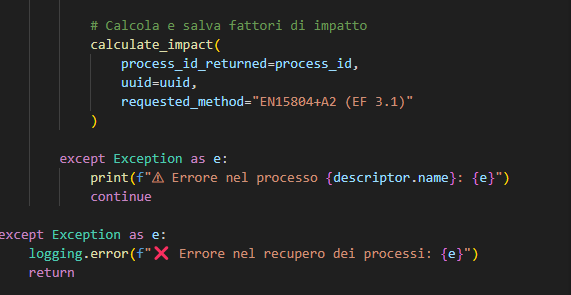 # Calcola e salva fattori di impatto
calculate_impact(
process_id_returned=process_id,
uuid=uuid,
requested_method="EN15804+A2 (EF 3.1)"
)
except Exception as e:
print(f"⚠ Errore nel processo {descriptor.name}: {e}")
continue
except Exception as e:
logging.error(f"❌ Errore nel recupero dei processi: {e}")
return